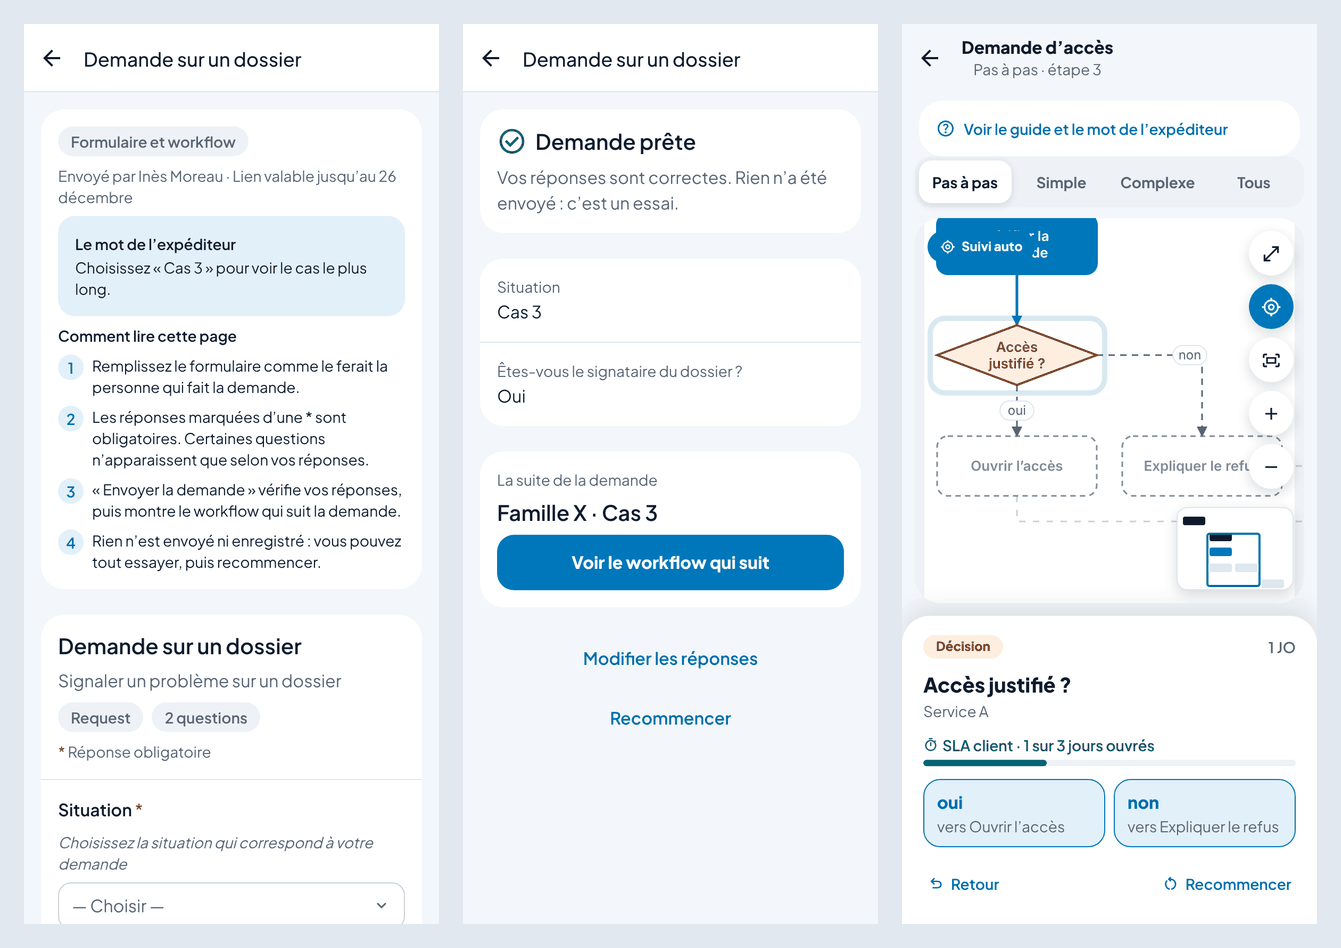 Demande sur un dossier
Formulaire et workflow
Envoyé par Inès Moreau · Lien valable jusqu’au 26
décembre
Le mot de l’expéditeur
Choisissez « Cas 3 » pour voir le cas le plus
long.
Comment lire cette page
1 Remplissez le formulaire comme le ferait la
personne qui fait la demande.
2 Les réponses marquées d’une * sont
obligatoires. Certaines questions
n’apparaissent que selon vos réponses.
3 « Envoyer la demande » vérifie vos réponses,
puis montre le workflow qui suit la demande.
4 Rien n’est envoyé ni enregistré : vous pouvez
tout essayer, puis recommencer.
Demande sur un dossier
Signaler un problème sur un dossier
Request 2 questions
* Réponse obligatoire
Situation *
Choisissez la situation qui correspond à votre
demande
— Choisir —
Demande sur un dossier
Demande prête
Vos réponses sont correctes. Rien n’a été
envoyé : c’est un essai.
Situation
Cas 3
Êtes-vous le signataire du dossier ?
Oui
La suite de la demande
Famille X · Cas 3
Voir le workflow qui suit
Modifier les réponses
Recommencer
Demande d’accès
Pas à pas · étape 3
Voir le guide et le mot de l’expéditeur
Pas à pas Simple Complexe Tous
la
Suivi auto
de
Accès
justifié ?
non
oui
Ouvrir l’accès
Expliquer le
Décision 1 JO
Accès justifié ?
Service A
SLA client · 1 sur 3 jours ouvrés
oui
vers Ouvrir l’accès
non
vers Expliquer le refus
Retour Recommencer